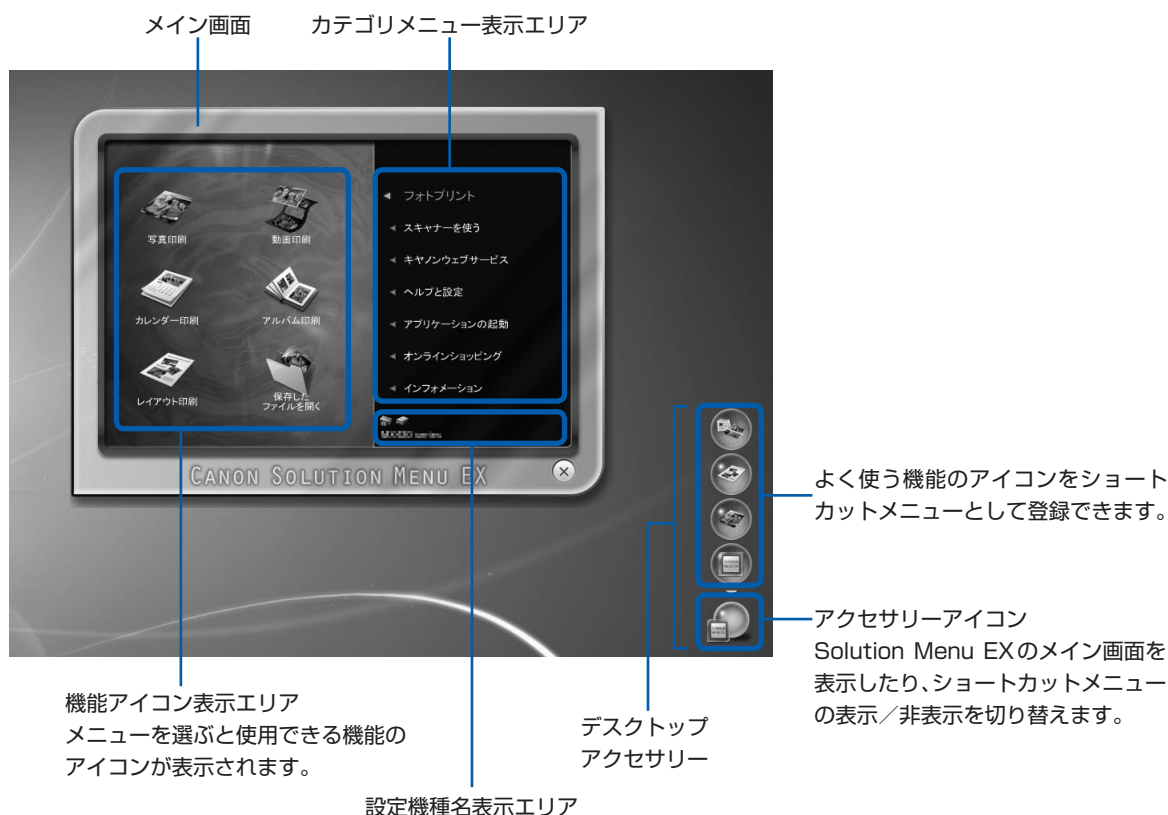 メイン画面
カテゴリメニュー表示エリア
フォトプリント
写真印刷
動画印刷
スキャナーを使う
キヤノンウェブサービス
ヘルプと設定
カレンダー印刷
アルバム印刷
アプリケーションの起動
オンラインショッピング
インフォメーション
レイアウト印刷
保存した
ファイルを開く
series
CANON SOLUTION MENU EX
よく使う機能のアイコンをショート
カットメニューとして登録できます。
アクセサリーアイコン
Solution Menu EXのメイン画面を
表示したり、ショートカットメニュー
の表示／非表示を切り替えます。
機能アイコン表示エリア
メニューを選ぶと使用できる機能の
アイコンが表示されます。
デスクトップ
アクセサリー
設定機種名表示エリア